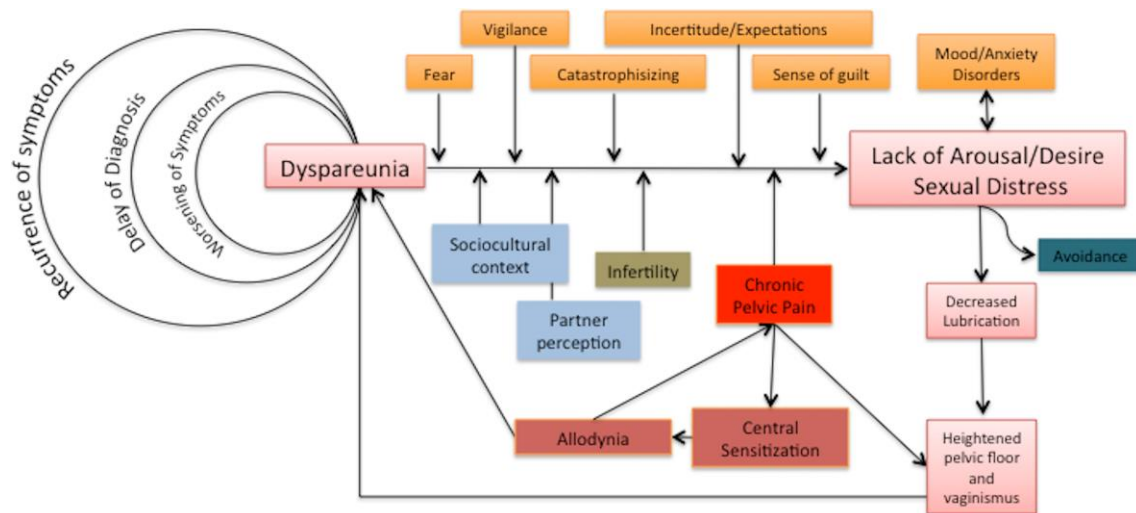 Recurrence of symptoms
Delay of Diagnosis
Worsening of Symptoms
Vigilance
Incertitude/Expectations
Fear
Catastrophisizing
Sense of guilt
Mood/Anxiety
Disorders
Dyspareunia
Lack of Arousal/Desire
Sexual Distress
Sociocultural
context
Infertility
Chronic
Pelvic Pain
Avoidance
Partner
perception
Decreased
Lubrication
Allodynia
Central
Sensitization
Heightened
pelvic floor
and
vaginismus